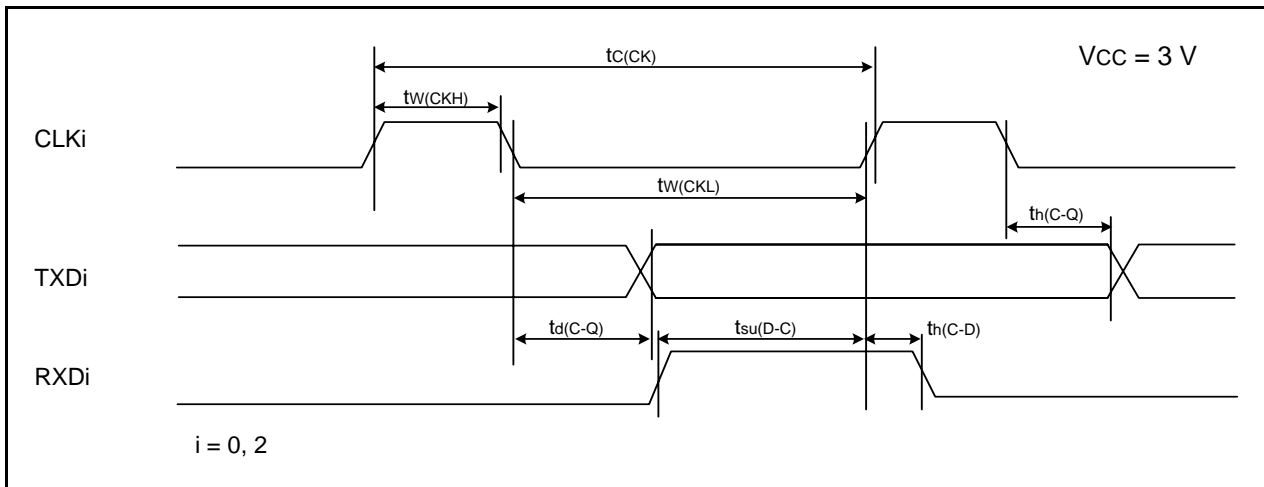 tC(CK)
VCC = 3 V
tW(CKH)
CLKi
tW(CKL)
th(C-Q)
TXDi
td(C-Q)
tsu(D-C)
th(C-D)
RXDi
i = 0, 2